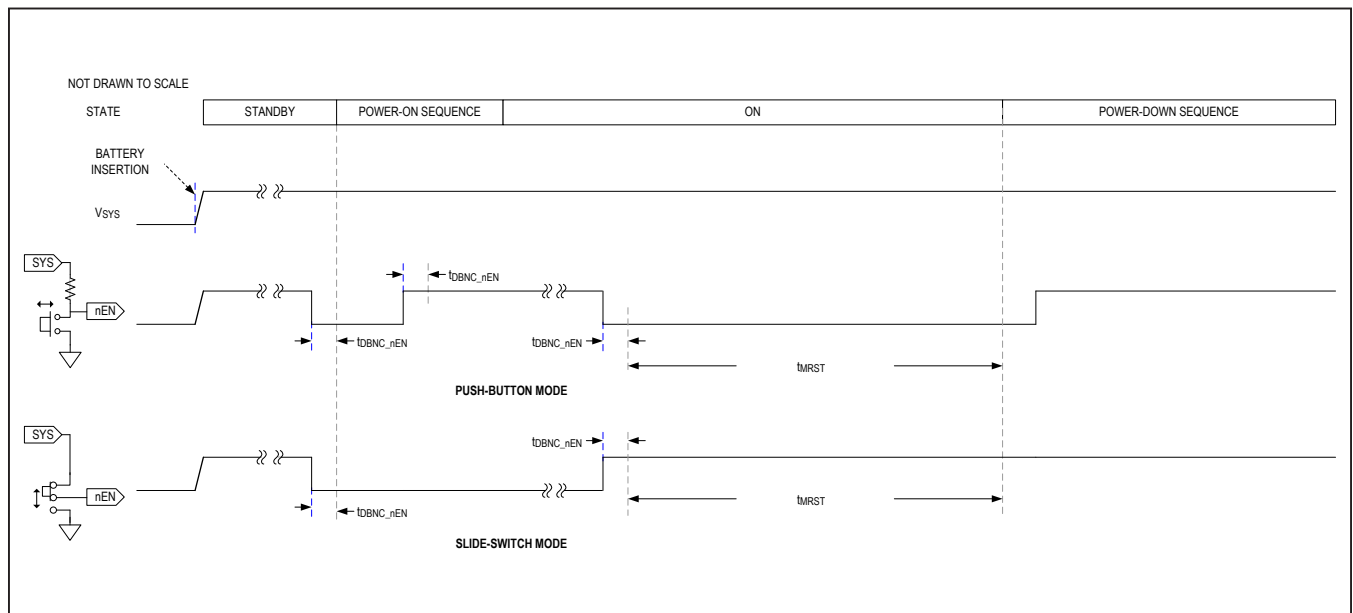 NOT DRAWN TO SCALE
STATE
STANDBY
POWER-ON SEQUENCE
ON
POWER-DOWN SEQUENCE
BATTERY
INSERTION
VSYS
SYS
nEN
tDBNC_nEN
tDBNC_nEN
tDBNC_nEN
tMRST
PUSH-BUTTON MODE
SYS
nEN
tDBNC_nEN
tDBNC_nEN
tMRST
SLIDE-SWITCH MODE